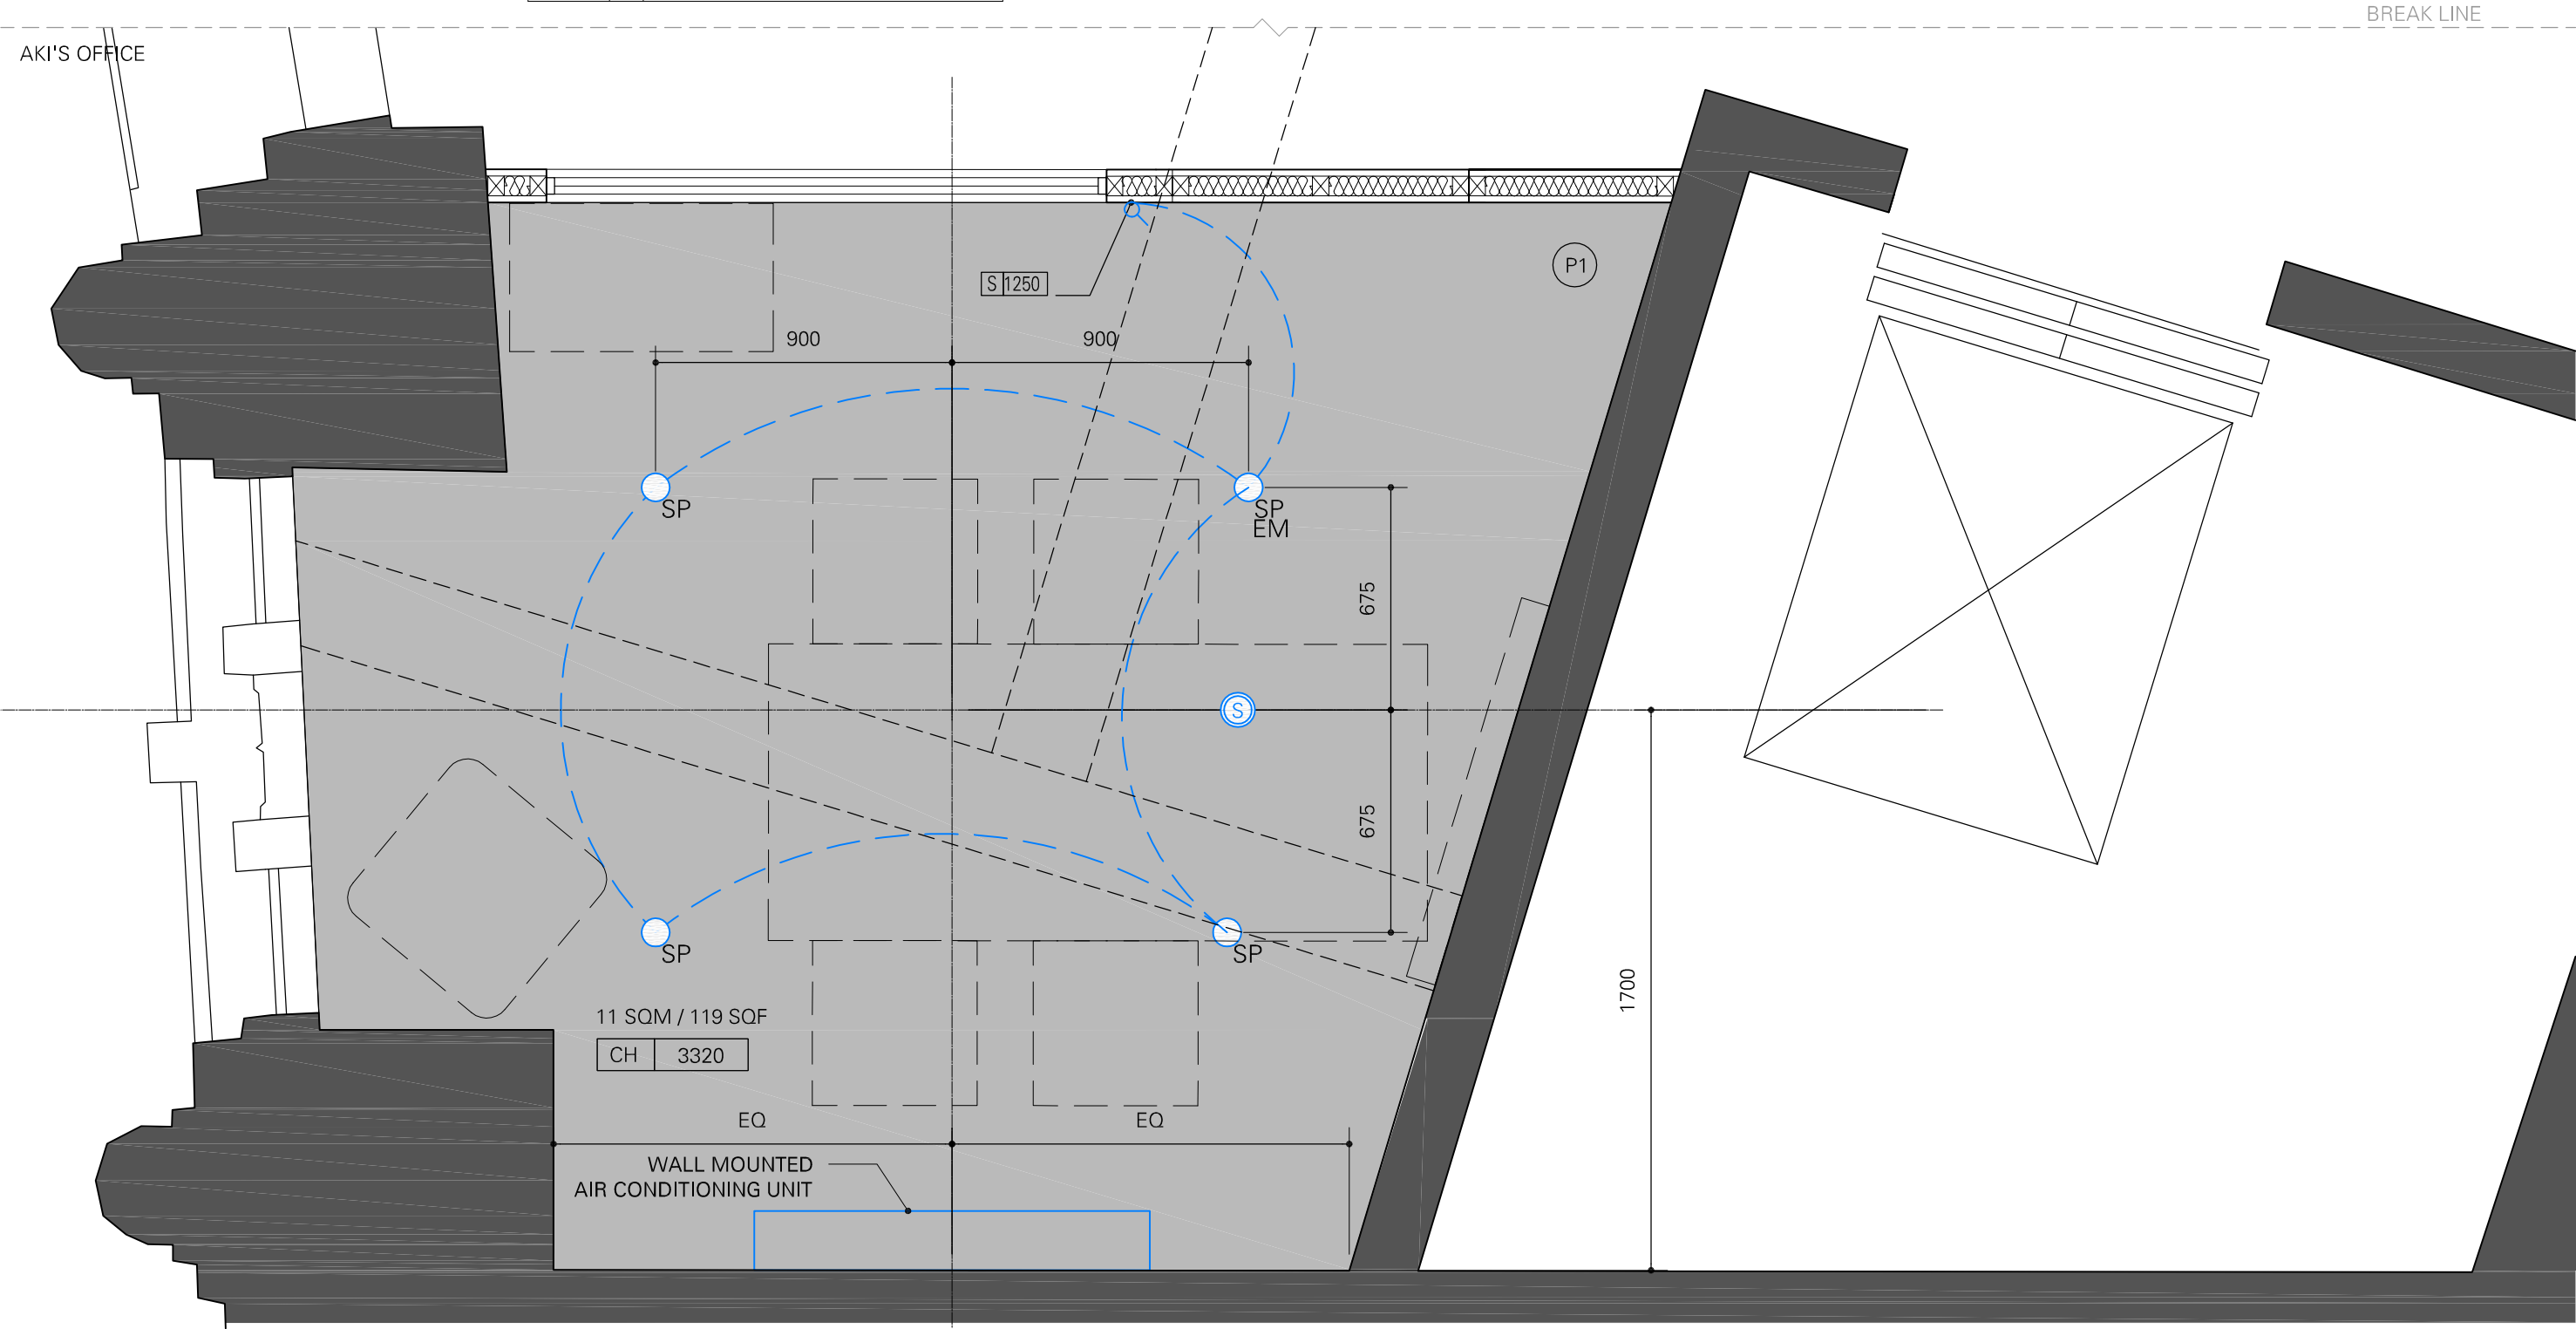 BREAK LINE
AKI'S OFFICE
P1
S 1250
900 900
SP
SP
EM
675
S
675
SP
SP
1700
11 SQM / 119 SQF
CH 3320
EQ EQ
WALL MOUNTED
AIR CONDITIONING UNIT